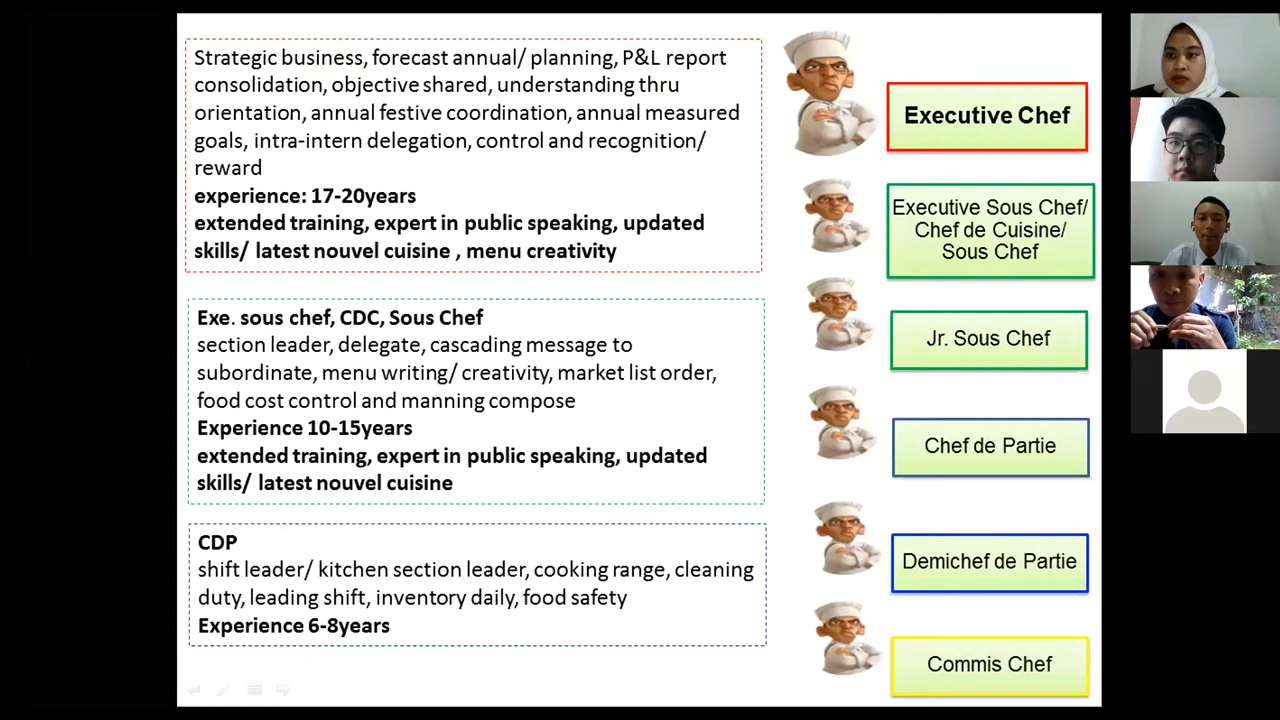 Strategic business, forecast annual/ planning, P&L report
consolidation, objective shared, understanding thru
orientation, annual festive coordination, annual measured
goals, intra-intern delegation, control and recognition/
reward
experience: 17-20years
extended training, expert in public speaking, updated
skills/ latest nouvel cuisine , menu creativity
Exe. sous chef, CDC, Sous Chef
section leader, delegate, cascading message to
subordinate, menu writing/ creativity, market list order,
food cost control and manning compose
Experience 10-15years
extended training, expert in public speaking, updated
skills/ latest nouvel cuisine
CDP
shift leader/ kitchen section leader, cooking range, cleaning
duty, leading shift, inventory daily, food safety
Experience 6-8years
Executive Chef
Executive Sous Chef/
Chef de Cuisine/
Sous Chef
Jr. Sous Chef
Chef de Partie
Demichef de Partie
Commis Chef